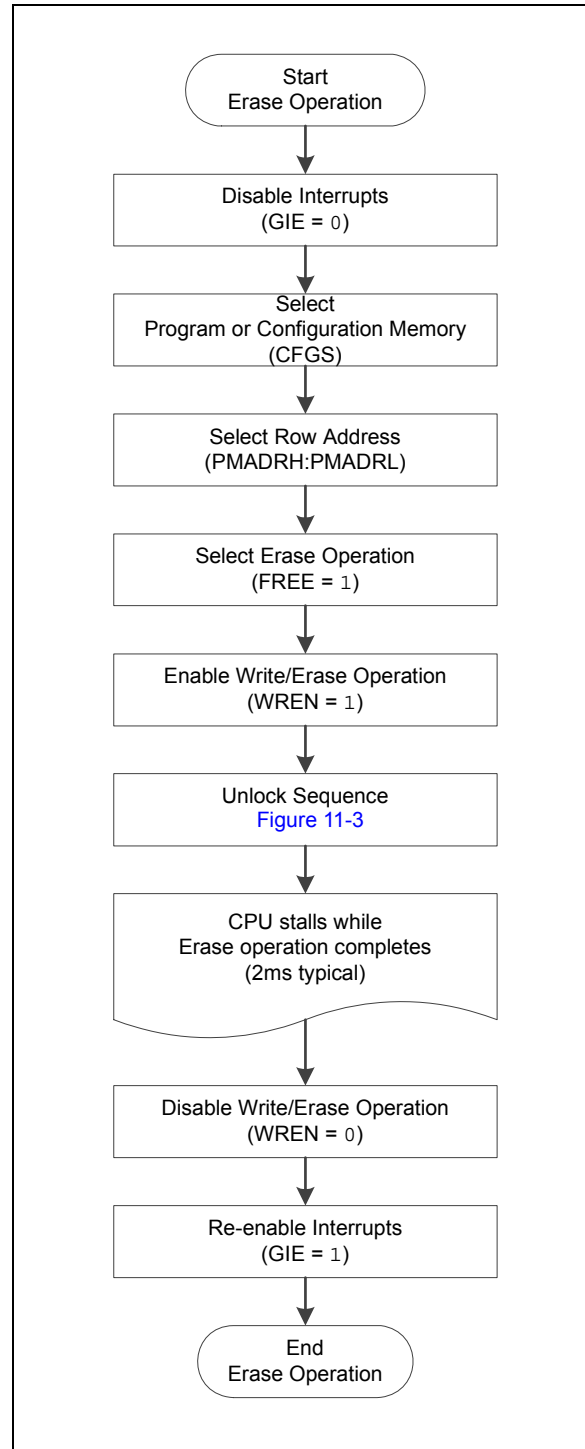 Start
Erase Operation
Disable Interrupts
(GIE = 0)
Select
Program or Configuration Memory
(CFGS)
Select Row Address
(PMADRH:PMADRL)
Select Erase Operation
(FREE = 1)
Enable Write/Erase Operation
(WREN = 1)
Unlock Sequence
Figure 11-3
CPU stalls while
Erase operation completes
(2ms typical)
Disable Write/Erase Operation
(WREN = 0)
Re-enable Interrupts
(GIE = 1)
End
Erase Operation